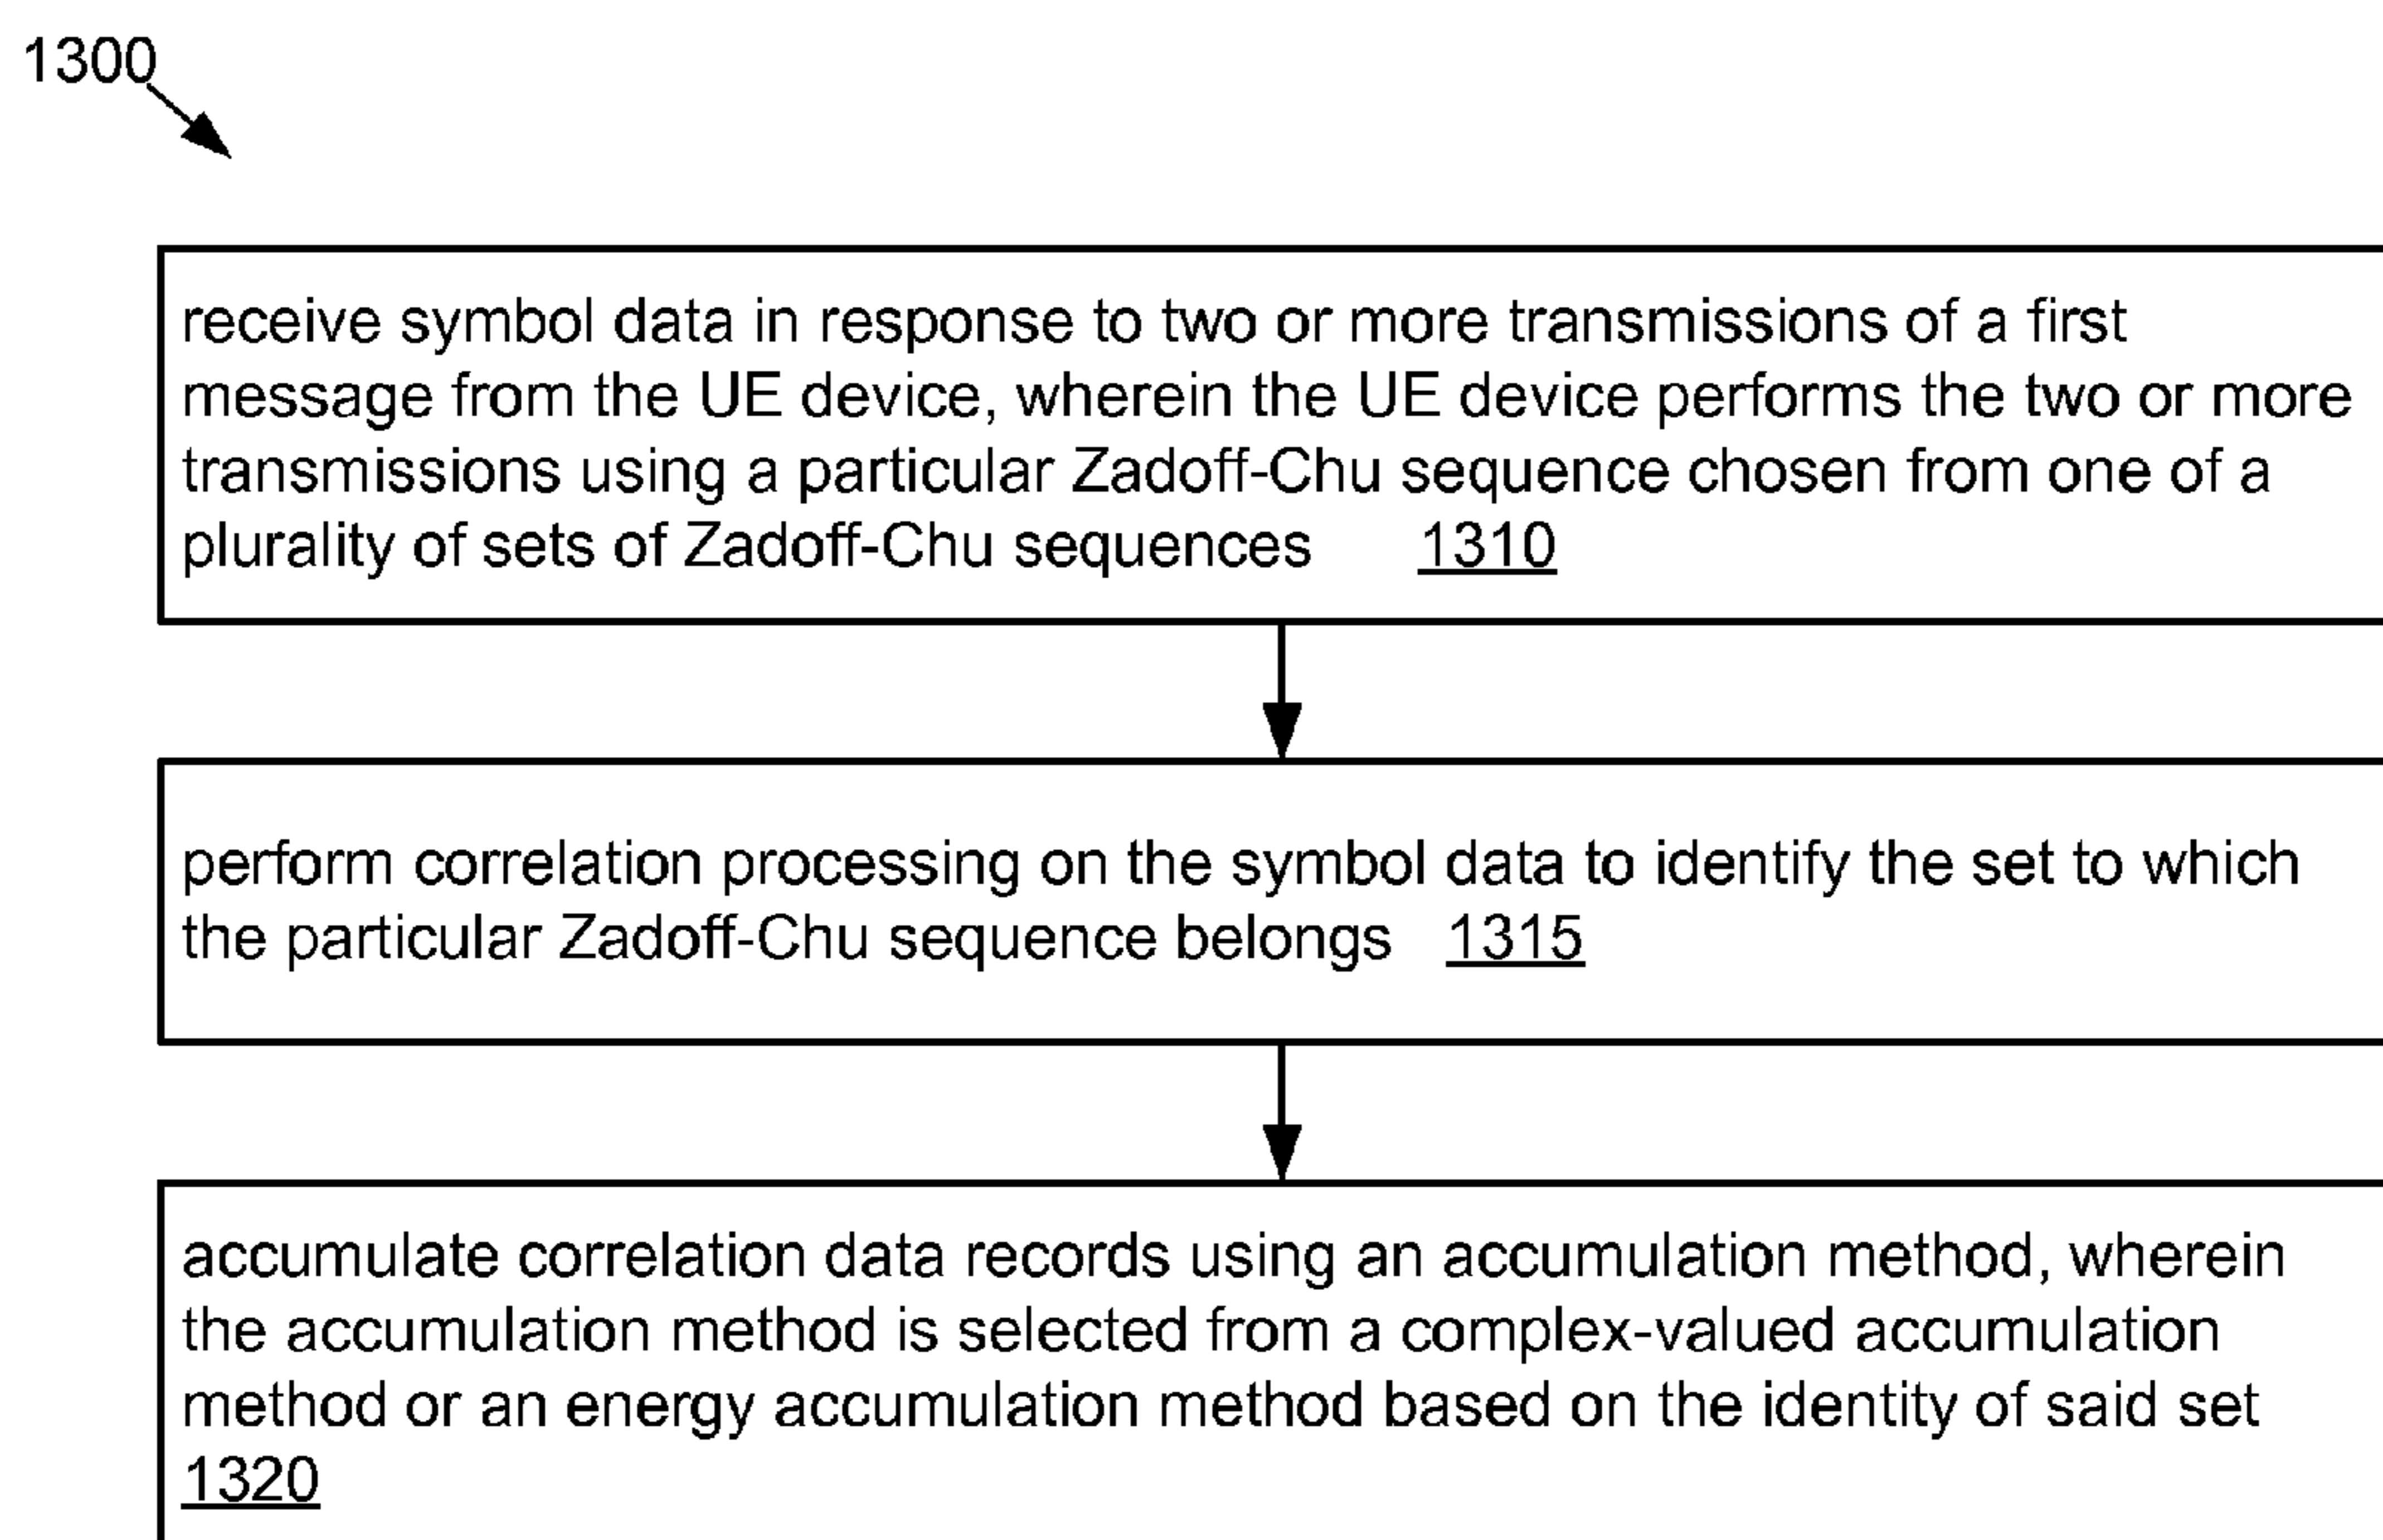 1300
receive symbol data in response to two or more transmissions of a first
message from the UE device, wherein the UE device performs the two or more
transmissions using a particular Zadoff-Chu sequence chosen from one of a
plurality of sets of Zadoff-Chu sequences 1310
perform correlation processing on the symbol data to identify the set to which
the particular Zadoff-Chu sequence belongs 1315
accumulate correlation data records using an accumulation method, wherein
the accumulation method is selected from a complex-valued accumulation
method or an energy accumulation method based on the identity of said set
1320